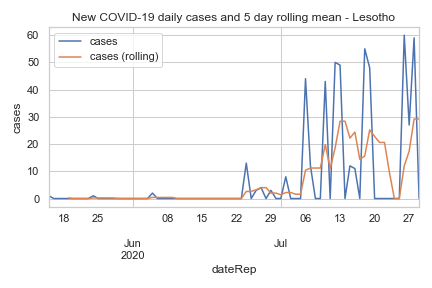 New COVID-19 daily cases and 5 day rolling mean - Lesotho
cases
cases (rolling)
60
50
40
30
20
10
0
cases
18 25 08 15 22 29 06 13 20 27
Jun Jul
2020
dateRep